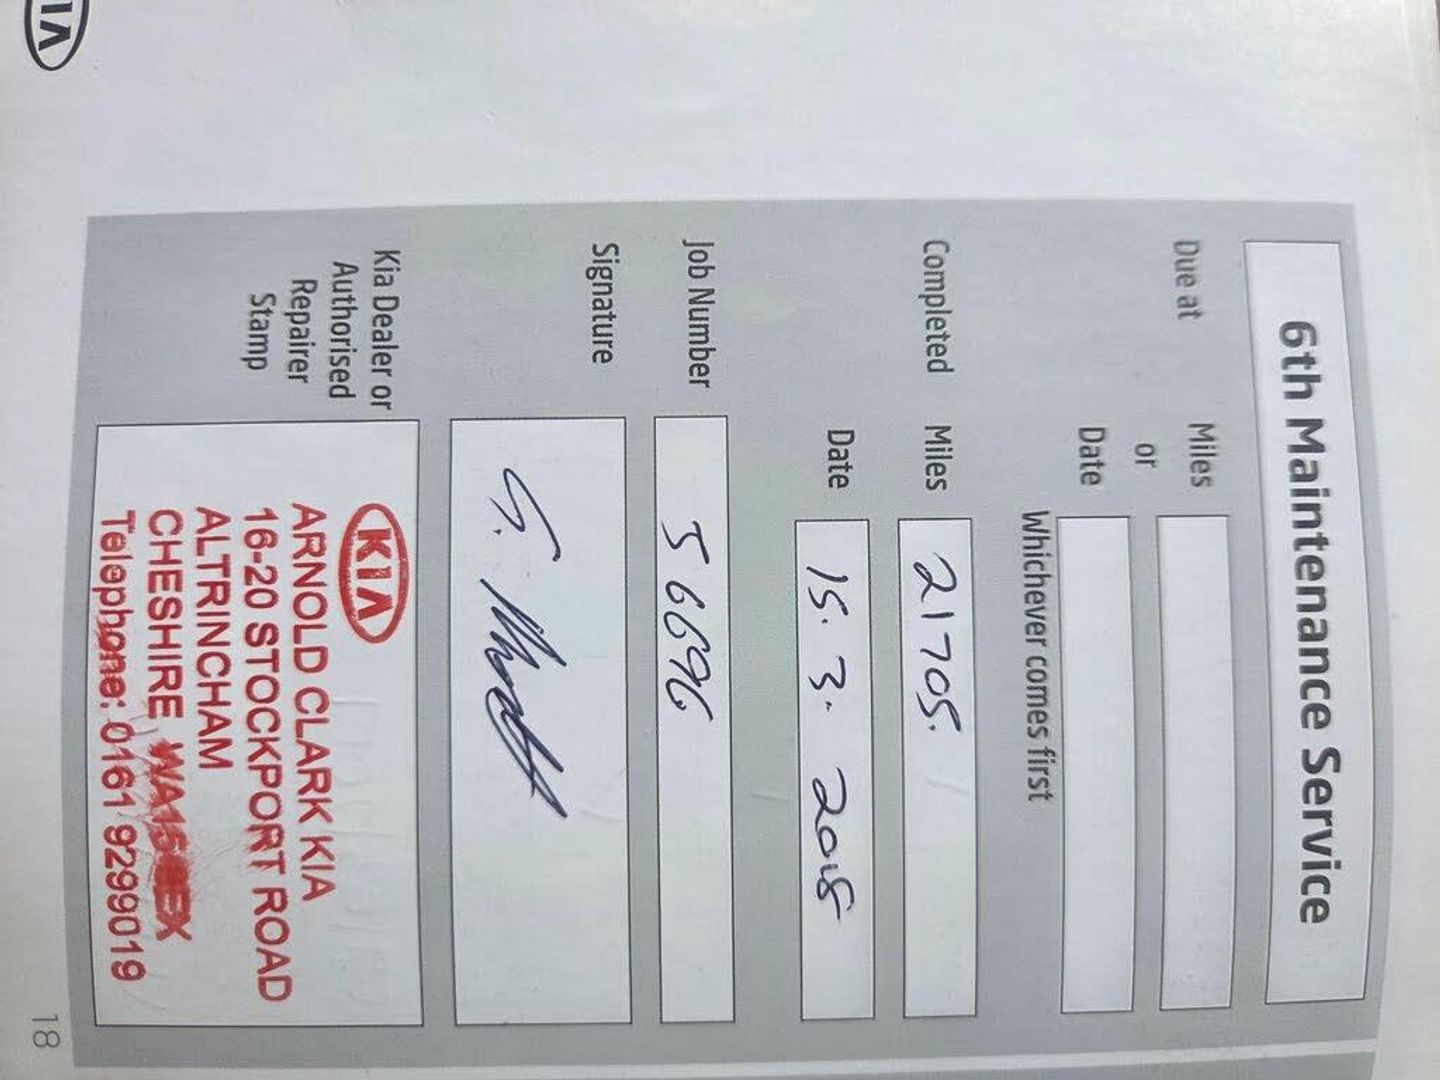 6th Maintenance Service
Due at Miles
or
Date
Whichever comes first
Completed Miles 21705.
Date 15. 3. 2018
Job Number 56696
Signature S.
Kia Dealer or
Authorised
Repairer
Stamp
KIA
ARNOLD CLARK KIA
16-20 STOCKPORT ROAD
ALTRINCHAM
CHESHIRE
Telephone: 0161 9299019
18